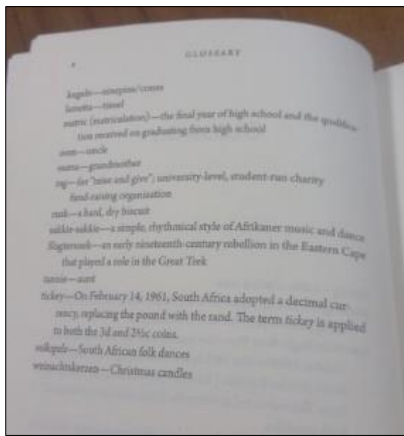 GLOSSARY
kegels—ninepins/cones
lametta—tinsel
matric (matriculation)—the final year of high school and the qualifica-
tion received on graduating from high school
oom—uncle
ouma—grandmother
rag—for "raise and give"; university-level, student-run charity
fund-raising organization
rusk—a hard, dry biscuit
sakkie-sakkie—a simple, rhythmical style of Afrikaner music and dance
Slagtersnek—an early nineteenth-century rebellion in the Eastern Cape
that played a role in the Great Trek
tannie—aunt
tickey—On February 14, 1961, South Africa adopted a decimal cur-
rency, replacing the pound with the rand. The term tickey is applied
to both the 3d and 2½c coins.
volkspele—South African folk dances
weinachtskerzen—Christmas candles